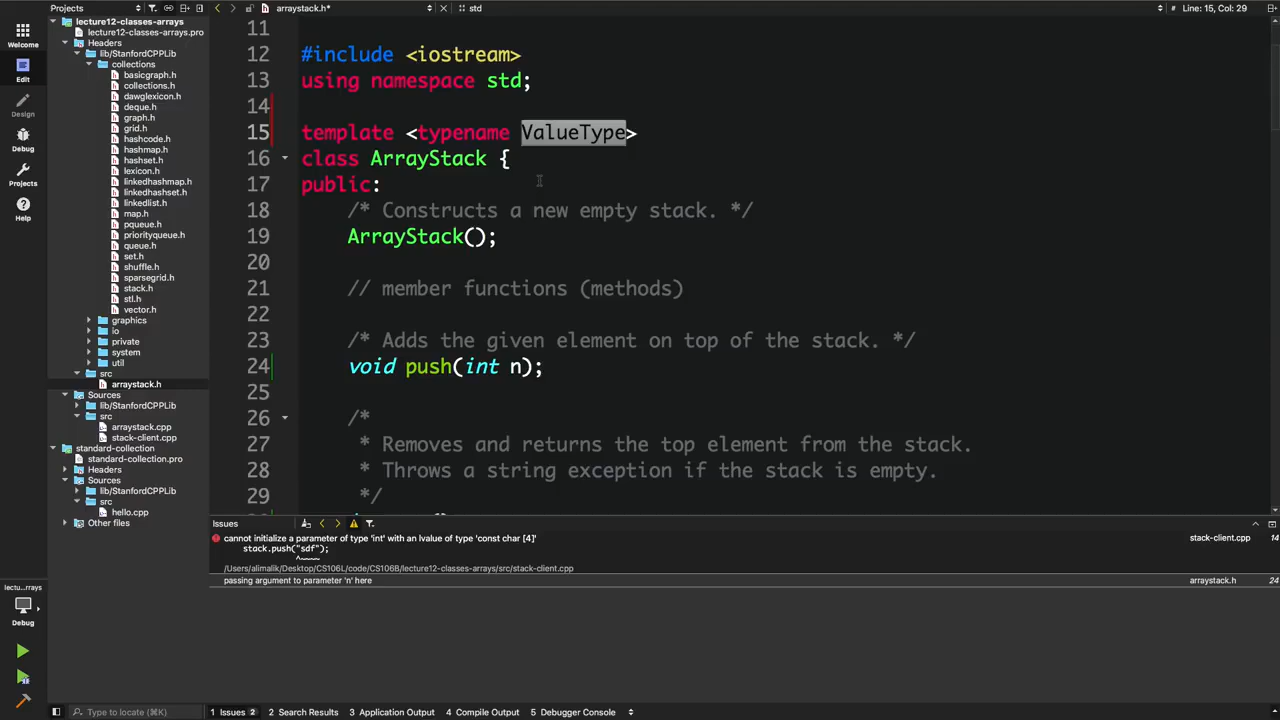 Projects
arraystack.h*
std
Line: 15, Col: 29
Welcome
Edit
Design
Debug
Projects
Help
lectu...rrays
Debug
lecture12-classes-arrays
lecture12-classes-arrays.pro
Headers
lib/StanfordCPPLib
collections
basicgraph.h
collections.h
dawglexicon.h
deque.h
graph.h
grid.h
hashcode.h
hashmap.h
hashset.h
lexicon.h
linkedhashmap.h
linkedhashset.h
linkedlist.h
map.h
pqueue.h
priorityqueue.h
queue.h
set.h
shuffle.h
sparsegrid.h
stack.h
stl.h
vector.h
graphics
io
private
system
util
src
arraystack.h
Sources
lib/StanfordCPPLib
src
arraystack.cpp
stack-client.cpp
standard-collection
standard-collection.pro
Headers
Sources
lib/StanfordCPPLib
src
hello.cpp
Other files
11
12 #include <iostream>
13 using namespace std;
14
15 template <typename ValueType>
16 class ArrayStack {
17 public:
18 /* Constructs a new empty stack. */
19 ArrayStack();
20
21 // member functions (methods)
22
23 /* Adds the given element on top of the stack. */
24 void push(int n);
25
26 /*
27 * Removes and returns the top element from the stack.
28 * Throws a string exception if the stack is empty.
29 */
Issues
cannot initialize a parameter of type 'int' with an lvalue of type 'const char [4]' stack-client.cpp 14
stack.push("sdf");
^~~~~
/Users/alimalik/Desktop/CS106L/code/CS106B/lecture12-classes-arrays/src/stack-client.cpp
passing argument to parameter 'n' here arraystack.h 24
Type to locate (⌘K)
1 Issues 2
2 Search Results
3 Application Output
4 Compile Output
5 Debugger Console